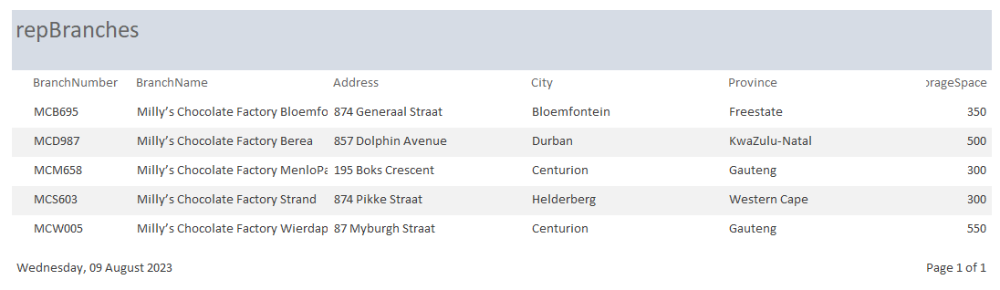 repBranches
BranchNumber BranchName Address City Province orageSpace
MCB695 Milly’s Chocolate Factory Bloemfo 874 Generaal Straat Bloemfontein Freestate 350
MCD987 Milly’s Chocolate Factory Berea 857 Dolphin Avenue Durban KwaZulu-Natal 500
MCM658 Milly’s Chocolate Factory MenloPa 195 Boks Crescent Centurion Gauteng 300
MCS603 Milly’s Chocolate Factory Strand 874 Pikke Straat Helderberg Western Cape 300
MCW005 Milly’s Chocolate Factory Wierdap 87 Myburgh Straat Centurion Gauteng 550
Wednesday, 09 August 2023 Page 1 of 1